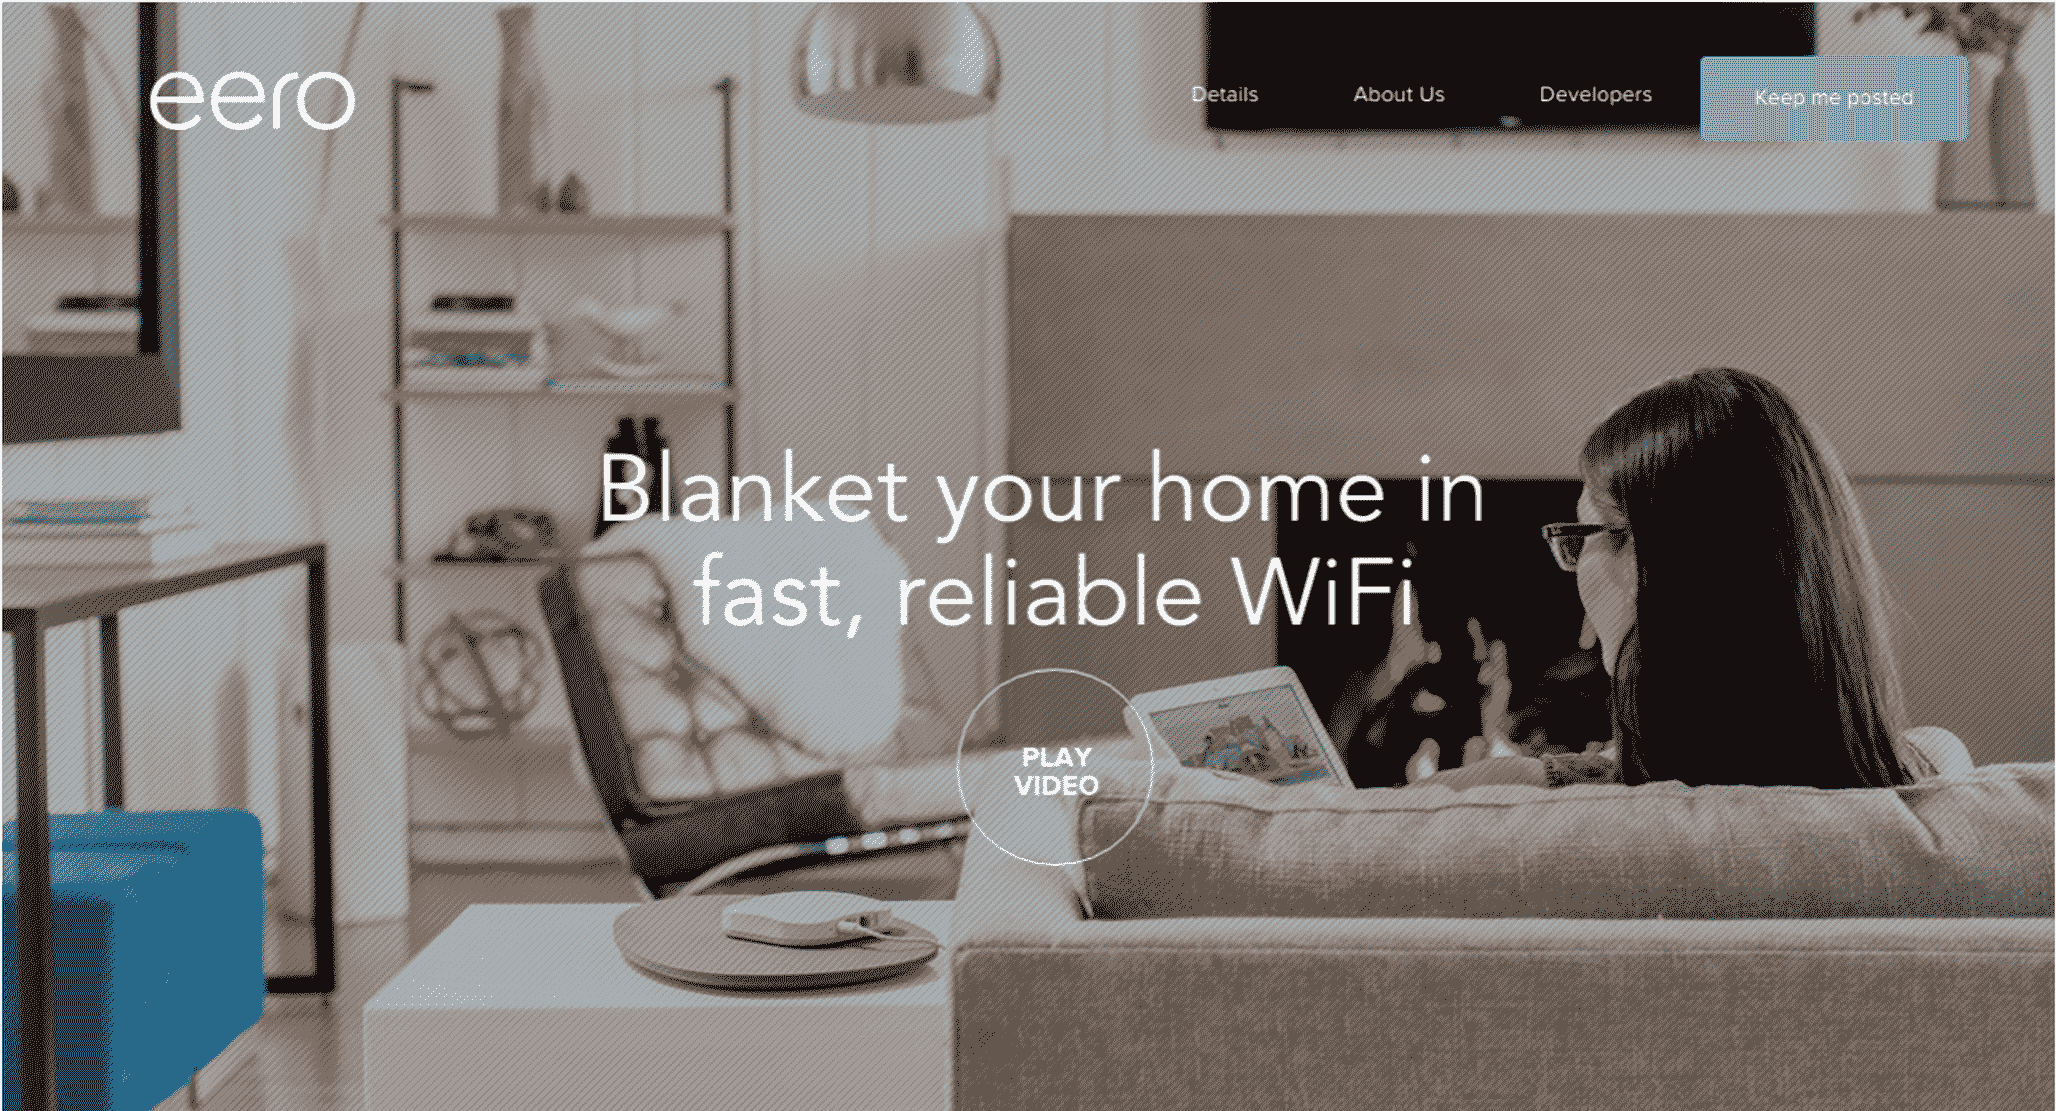 eero
Details
About Us
Developers
Keep me posted
Blanket your home in
fast, reliable WiFi
PLAY
VIDEO